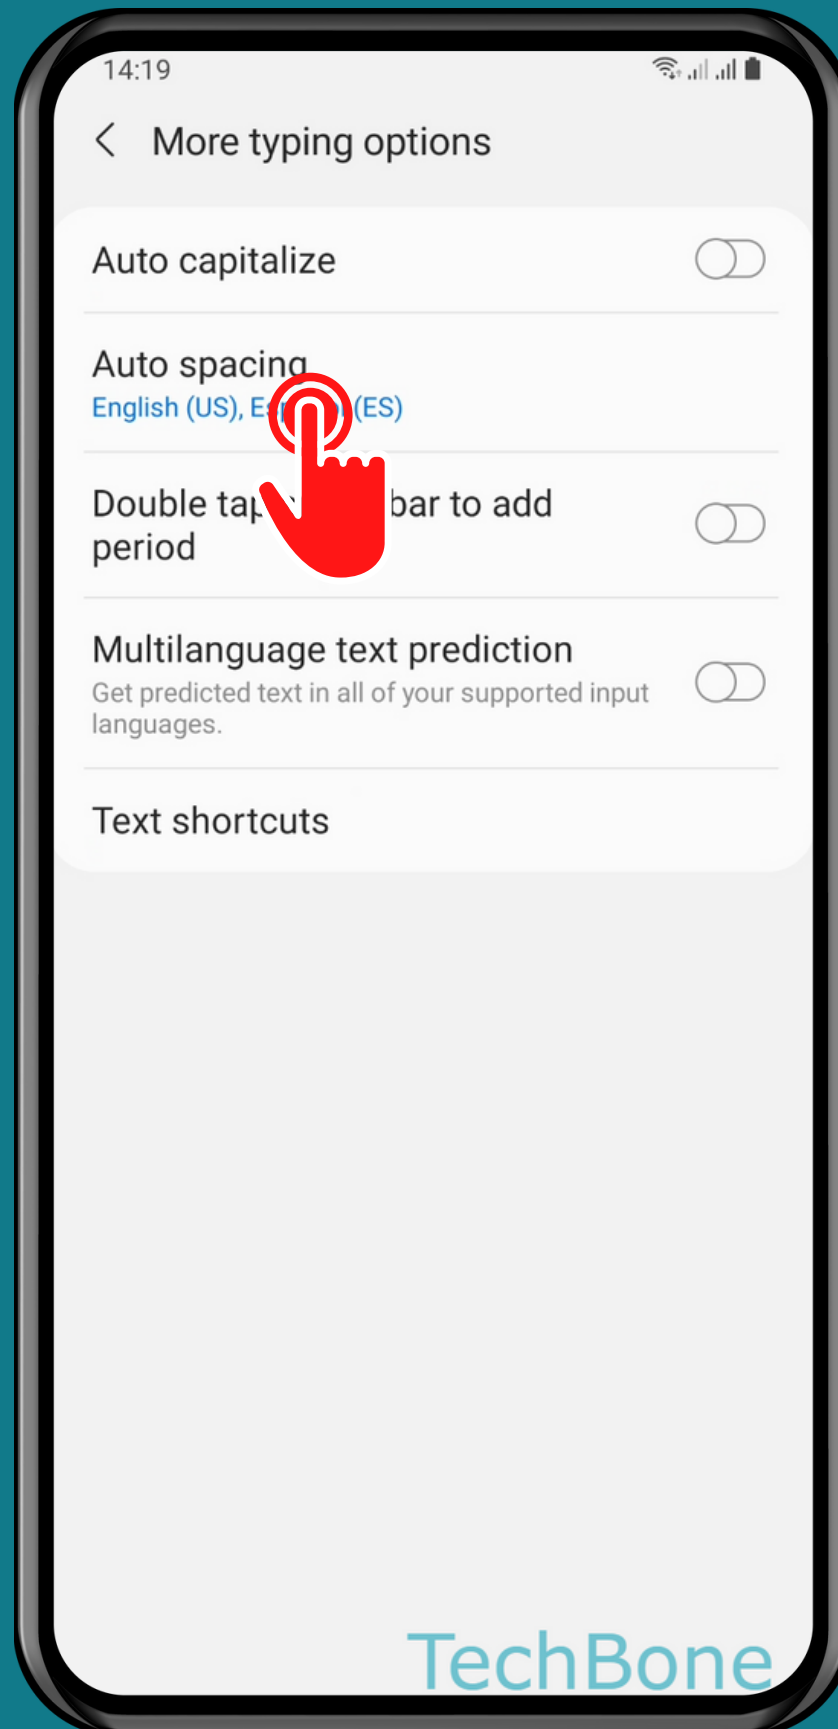 14:19
More typing options
Auto capitalize
Auto spacing
English (US), (ES)
Double bar to add
period
Multilanguage text prediction
Get predicted text in all of your supported input
languages.
Text shortcuts
TechBone